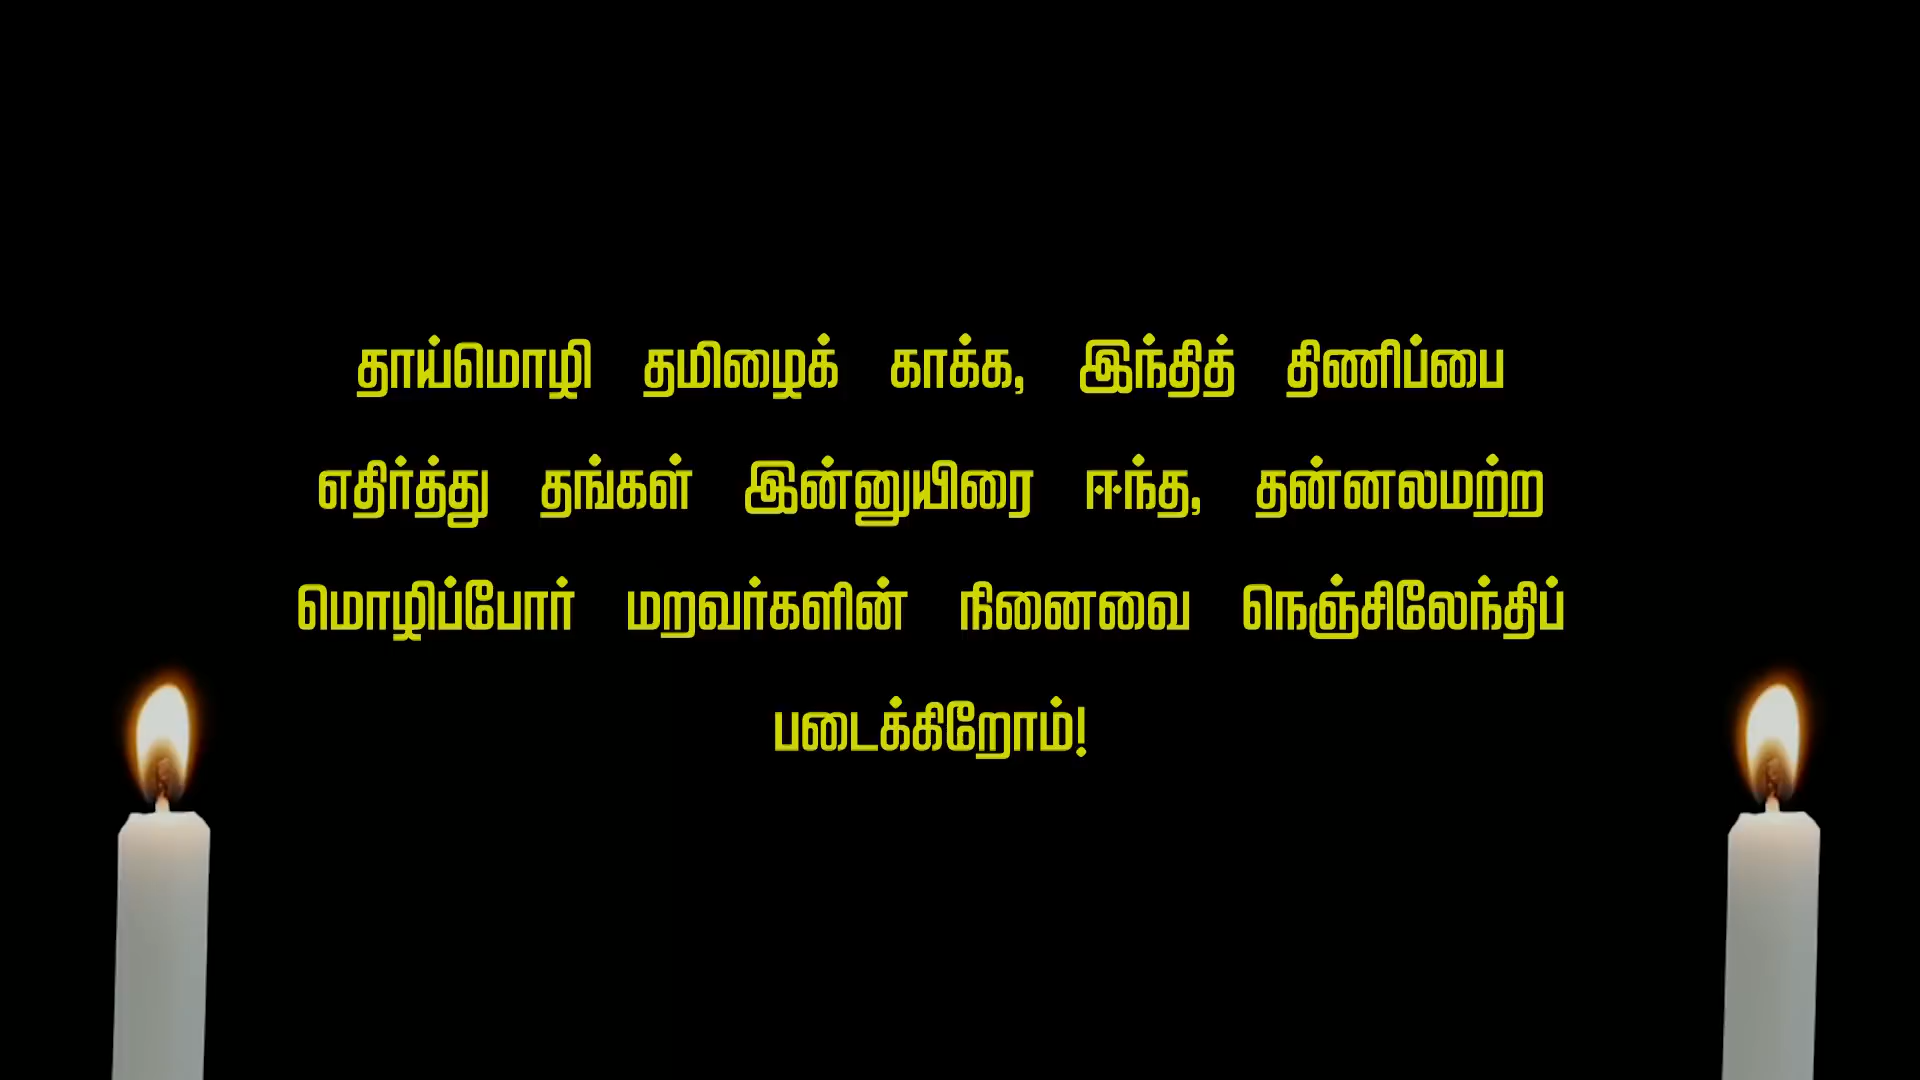 தாய்மொழி தமிழைக் காக்க, இந்தித் திணிப்பை
எதிர்த்து தங்கள் இன்னுயிரை ஈந்த, தன்னலமற்ற
மொழிப்போர் மறவர்களின் நினைவை நெஞ்சிலேந்திப்
படைக்கிறோம்!